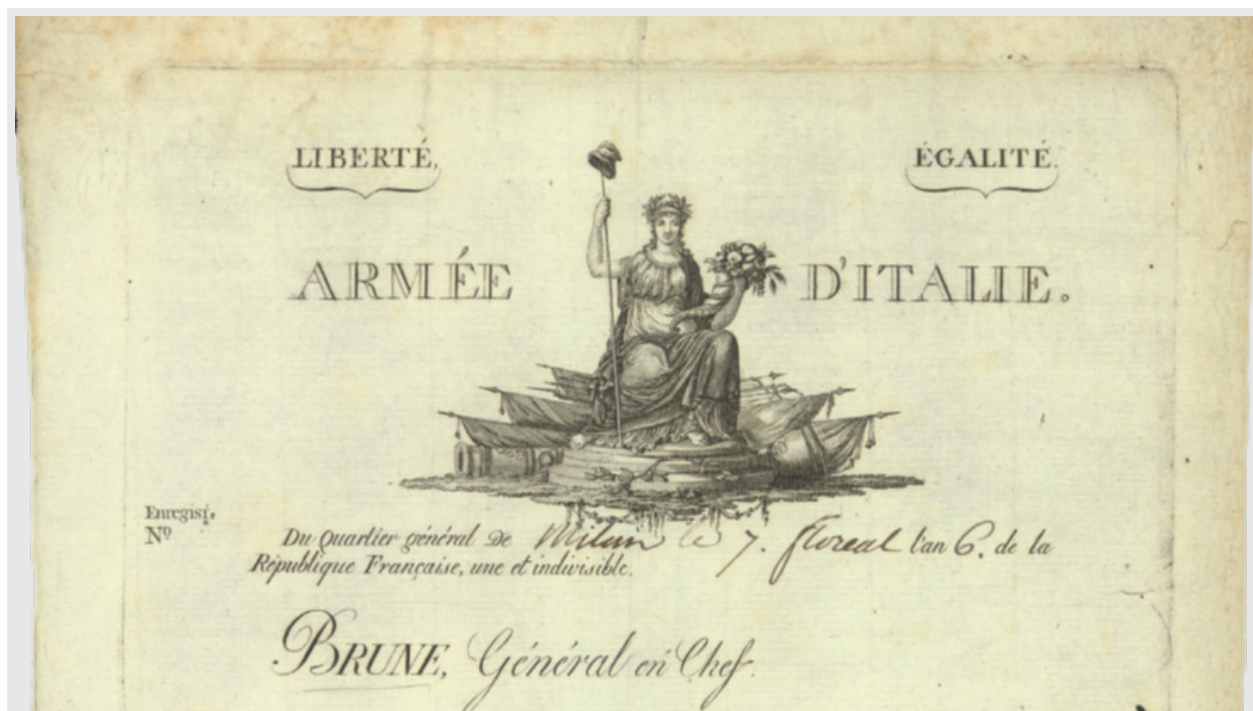 LIBERTÉ,
ÉGALITÉ.
ARMÉE D'ITALIE.
Enregist.
Nº
Du Quartier général de Milan le 7. floreal l'an 6. de la
République Française, une et indivisible.
BRUNE, Général en Chef.